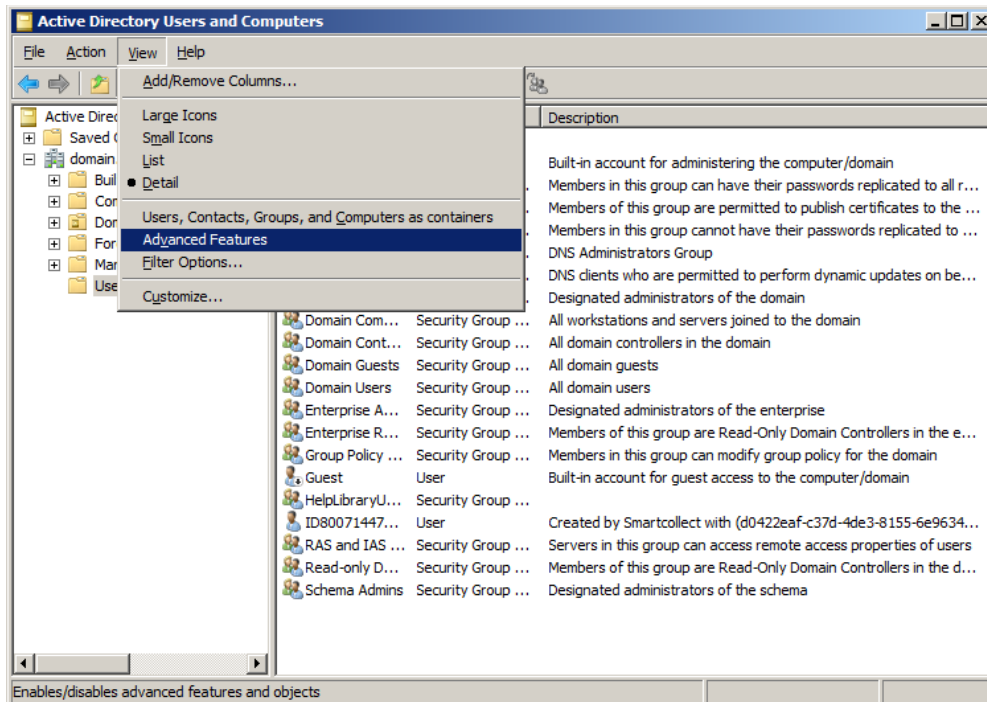 Active Directory Users and Computers
File Action View Help
Add/Remove Columns...
Large Icons
Small Icons
List
Detail
Users, Contacts, Groups, and Computers as containers
Advanced Features
Filter Options...
Customize...
Active Direc
Saved
domain
Buil
Cor
Dor
For
Mar
Use
Description
Built-in account for administering the computer/domain
Members in this group can have their passwords replicated to all r...
Members of this group are permitted to publish certificates to the ...
Members in this group cannot have their passwords replicated to ...
DNS Administrators Group
DNS clients who are permitted to perform dynamic updates on be...
Designated administrators of the domain
Domain Com... Security Group ... All workstations and servers joined to the domain
Domain Cont... Security Group ... All domain controllers in the domain
Domain Guests Security Group ... All domain guests
Domain Users Security Group ... All domain users
Enterprise A... Security Group ... Designated administrators of the enterprise
Enterprise R... Security Group ... Members of this group are Read-Only Domain Controllers in the e...
Group Policy ... Security Group ... Members in this group can modify group policy for the domain
Guest User Built-in account for guest access to the computer/domain
HelpLibraryU... Security Group ...
ID80071447... User Created by Smartcollect with (d0422eaf-c37d-4de3-8155-6e9634...
RAS and IAS ... Security Group ... Servers in this group can access remote access properties of users
Read-only D... Security Group ... Members of this group are Read-Only Domain Controllers in the d...
Schema Admins Security Group ... Designated administrators of the schema
Enables/disables advanced features and objects